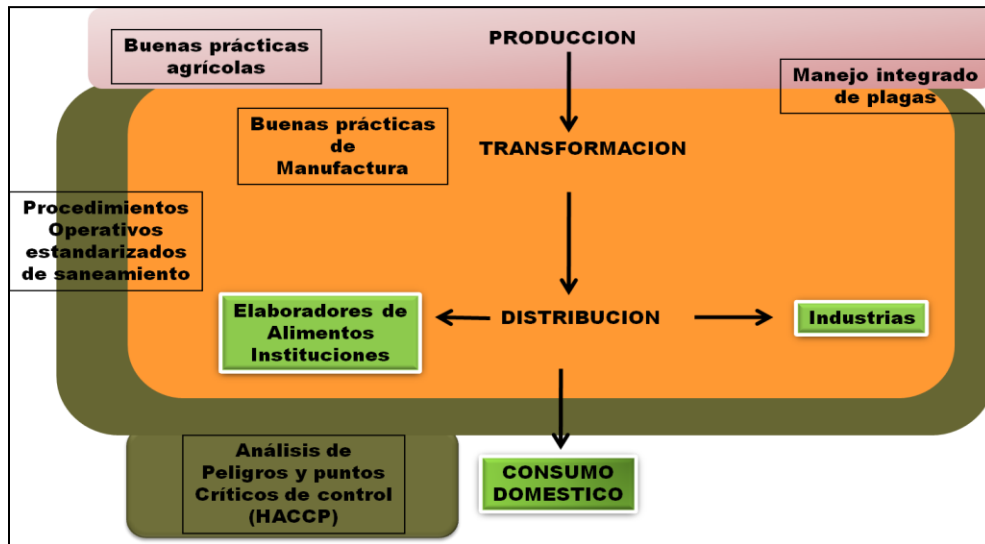 PRODUCCION
Buenas prácticas
agrícolas
Manejo integrado
de plagas
Buenas prácticas
de
Manufactura
TRANSFORMACION
Procedimientos
Operativos
estandarizados
de saneamiento
Elaboradores de
Alimentos
Instituciones
DISTRIBUCION
Industrias
Análisis de
Peligros y puntos
Críticos de control
(HACCP)
CONSUMO
DOMESTICO